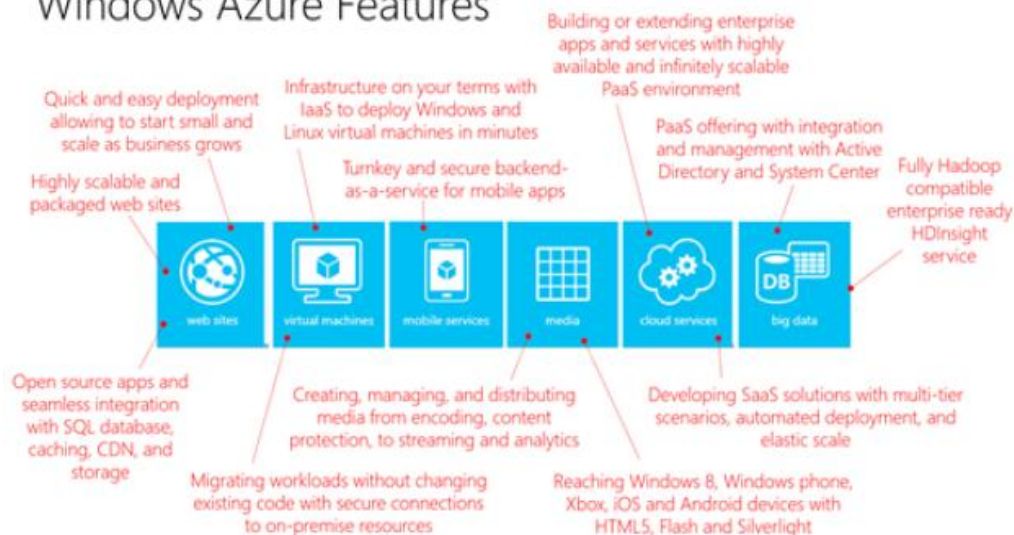 Windows Azure Features
Building or extending enterprise
apps and services with highly
available and infinitely scalable
PaaS environment
Infrastructure on your terms with
IaaS to deploy Windows and
Linux virtual machines in minutes
Quick and easy deployment
allowing to start small and
scale as business grows
PaaS offering with integration
and management with Active
Directory and System Center
Turnkey and secure backend-
as-a-service for mobile apps
Fully Hadoop
compatible
enterprise ready
HDInsight
service
Highly scalable and
packaged web sites
DB
web sites
virtual machines
mobile services
media
cloud services
big data
Open source apps and
seamless integration
with SQL database,
caching, CDN, and
storage
Creating, managing, and distributing
media from encoding, content
protection, to streaming and analytics
Developing SaaS solutions with multi-tier
scenarios, automated deployment, and
elastic scale
Migrating workloads without changing
existing code with secure connections
to on-premise resources
Reaching Windows 8, Windows phone,
Xbox, iOS and Android devices with
HTML5, Flash and Silverlight